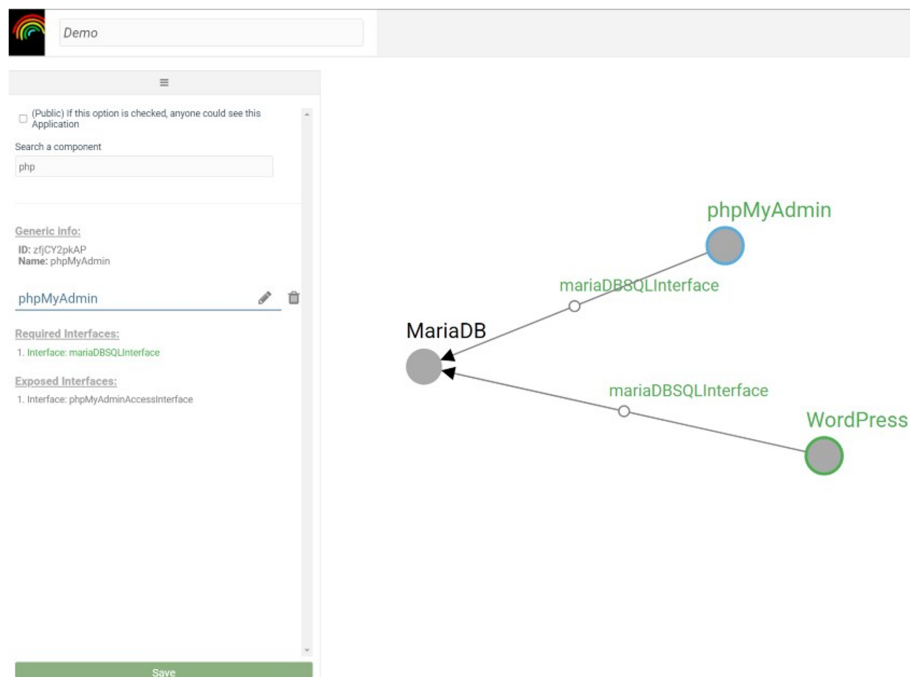 Demo
(Public) If this option is checked, anyone could see this
Application
Search a component
php
Generic info:
ID: zfjCY2pkAP
Name: phpMyAdmin
phpMyAdmin
Required Interfaces:
1. Interface: mariaDBSQLInterface
Exposed Interfaces:
1. Interface: phpMyAdminAccessInterface
Save
phpMyAdmin
mariaDBSQLInterface
MariaDB
mariaDBSQLInterface
WordPress